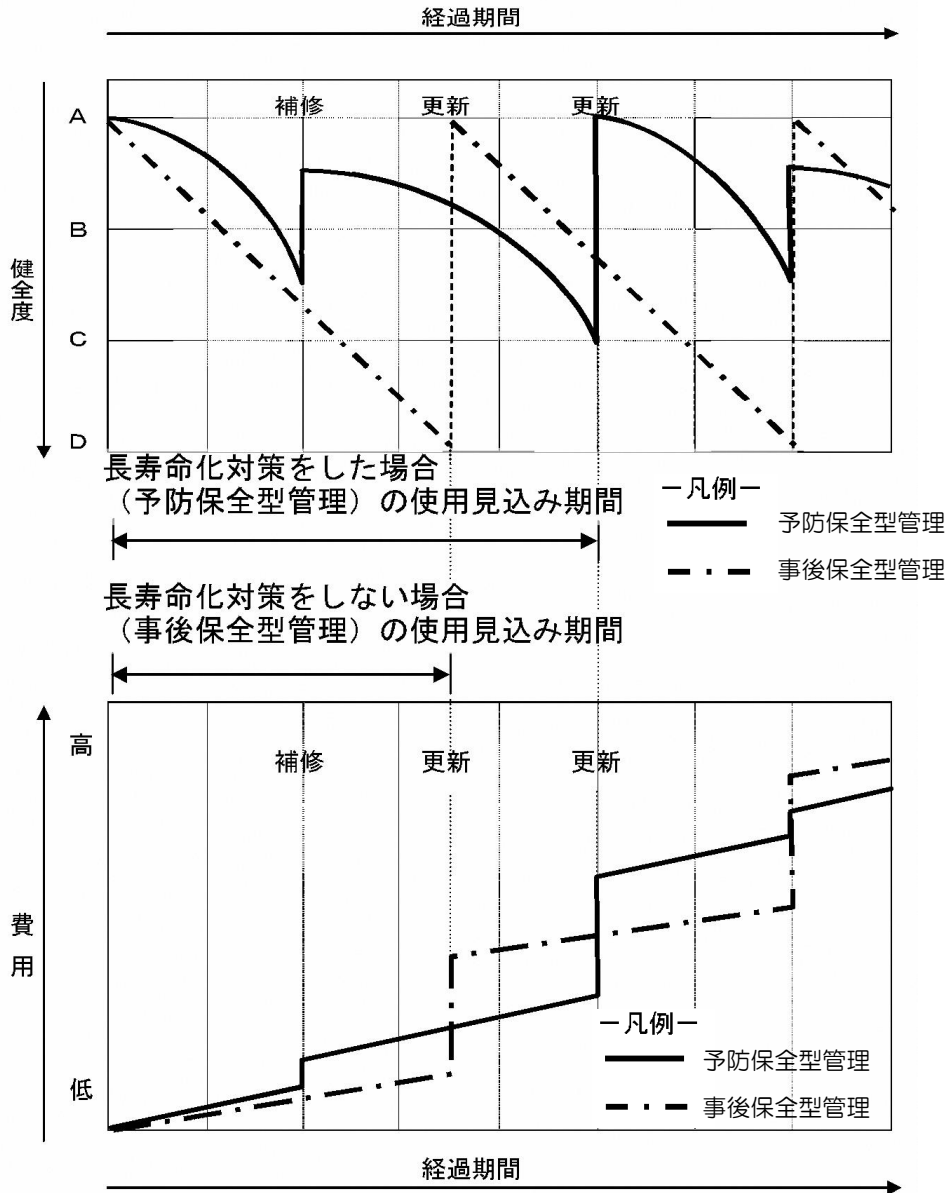 経過期間
補修
更新
更新
A
B
C
D
健全度
長寿命化対策をした場合
（予防保全型管理）の使用見込み期間
－凡例－
予防保全型管理
事後保全型管理
長寿命化対策をしない場合
（事後保全型管理）の使用見込み期間
高
補修
更新
更新
費用
低
－凡例－
予防保全型管理
事後保全型管理
経過期間